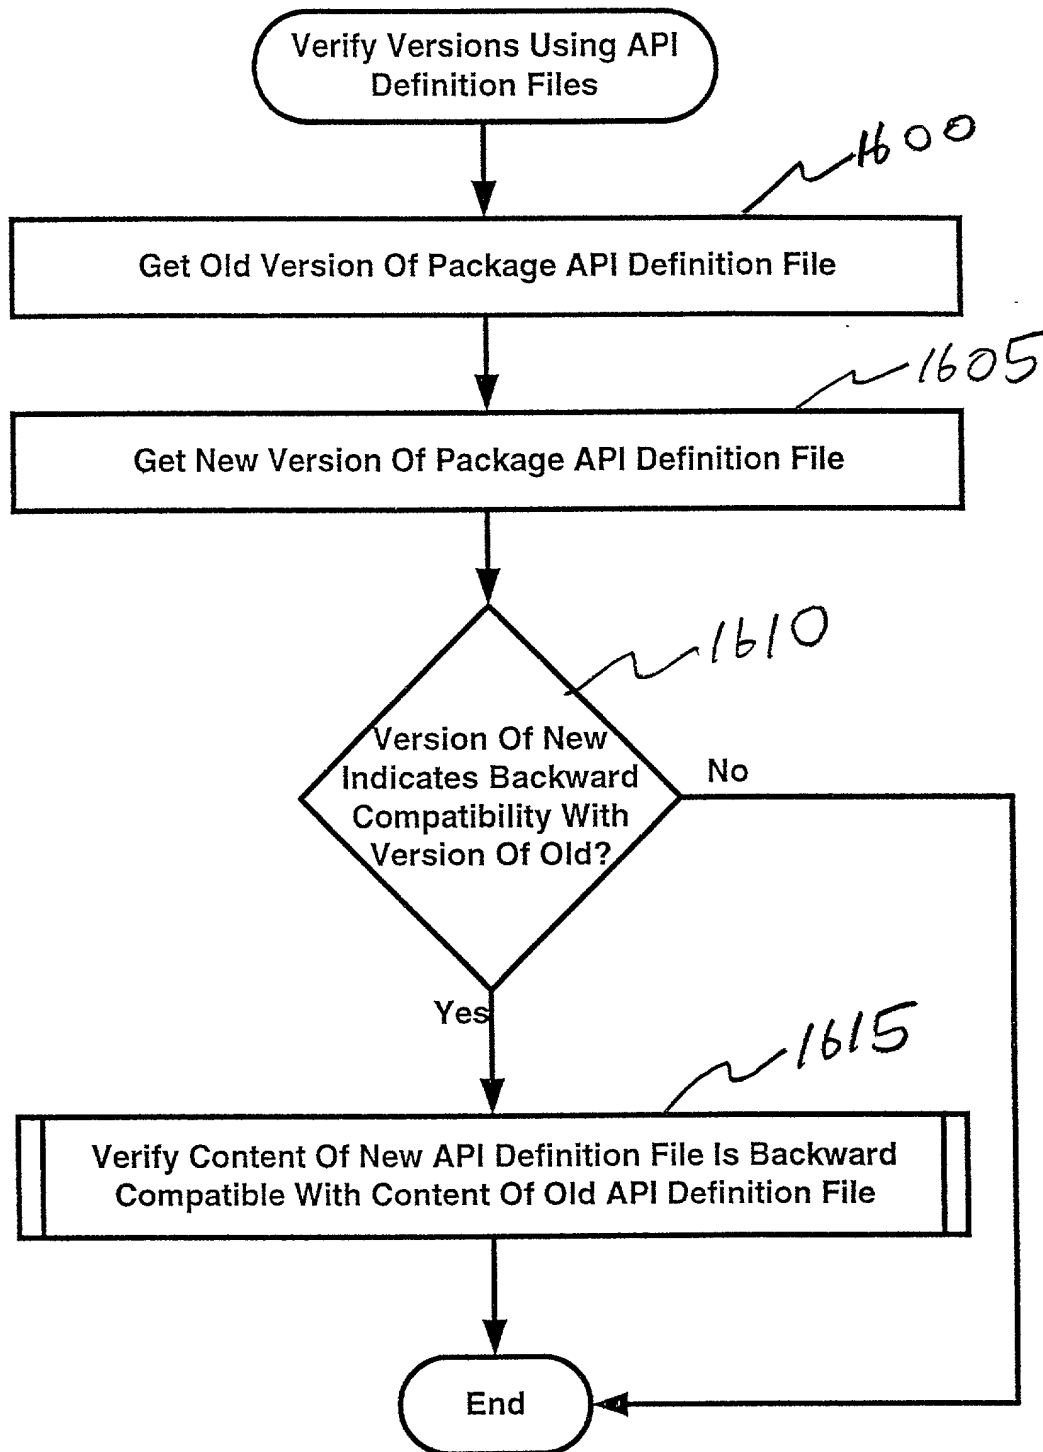 Verify Versions Using API
Definition Files
1600
Get Old Version Of Package API Definition File
1605
Get New Version Of Package API Definition File
1610
Version Of New
Indicates Backward
Compatibility With
Version Of Old?
No
Yes
1615
Verify Content Of New API Definition File Is Backward
Compatible With Content Of Old API Definition File
End